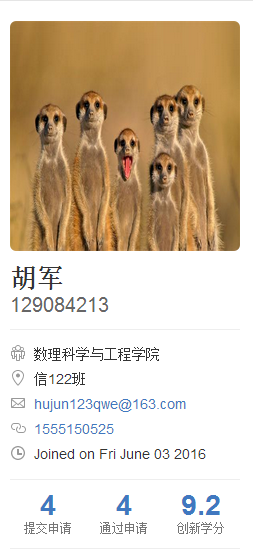 胡军
129084213
数理科学与工程学院
信122班
hujun123qwe@163.com
1555150525
Joined on Fri June 03 2016
4 4 9.2
提交申请 通过申请 创新学分